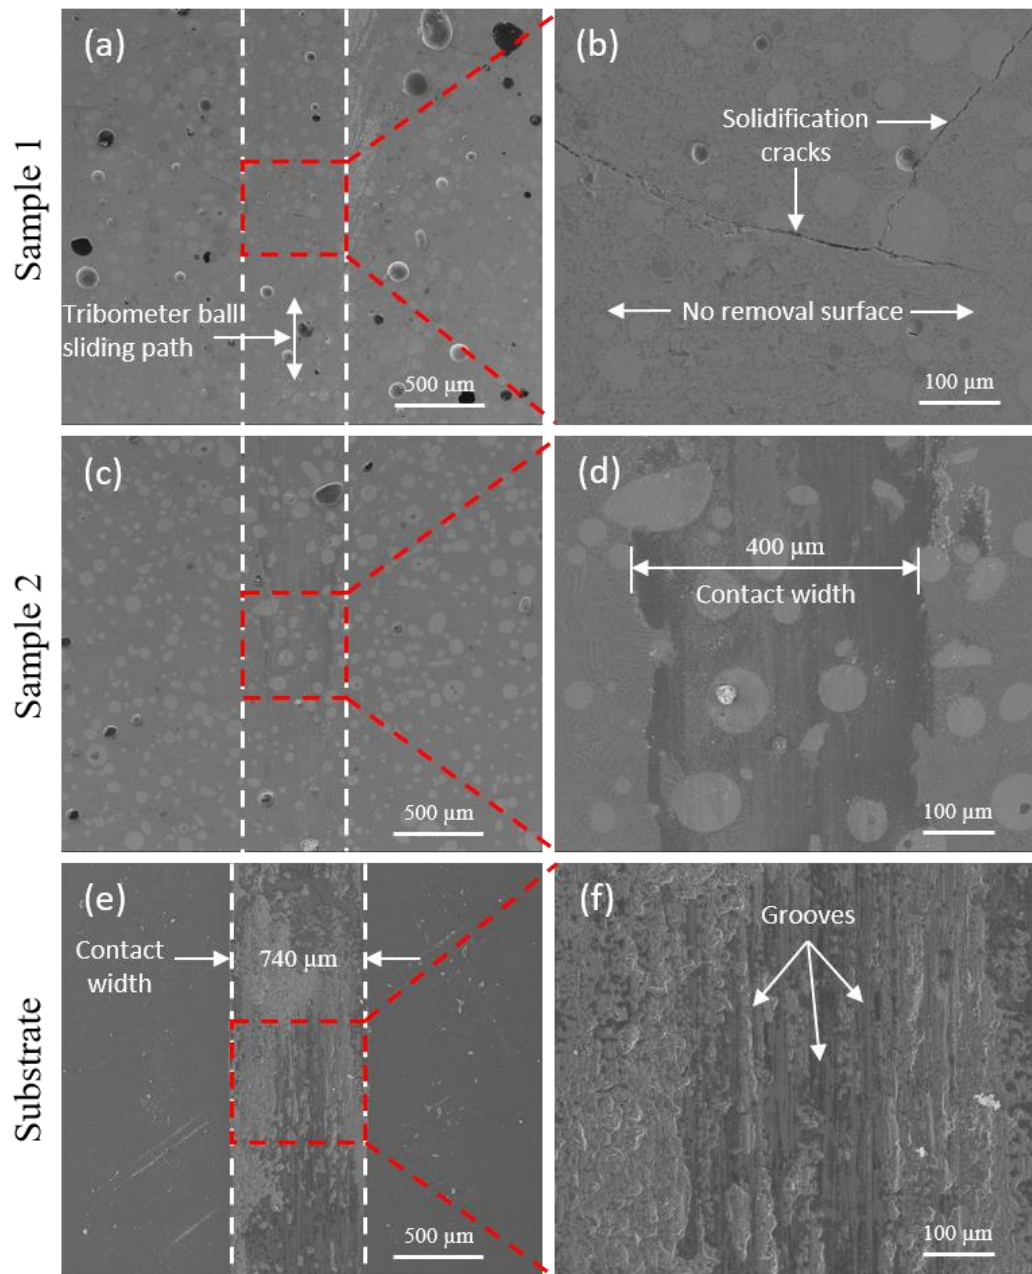 Sample 1
(a)
Tribometer ball
sliding path
500 µm
(b)
Solidification
cracks
No removal surface
100 µm
Sample 2
(c)
500 µm
(d)
400 µm
Contact width
100 µm
Substrate
(e)
Contact
width
740 µm
500 µm
(f)
Grooves
100 µm